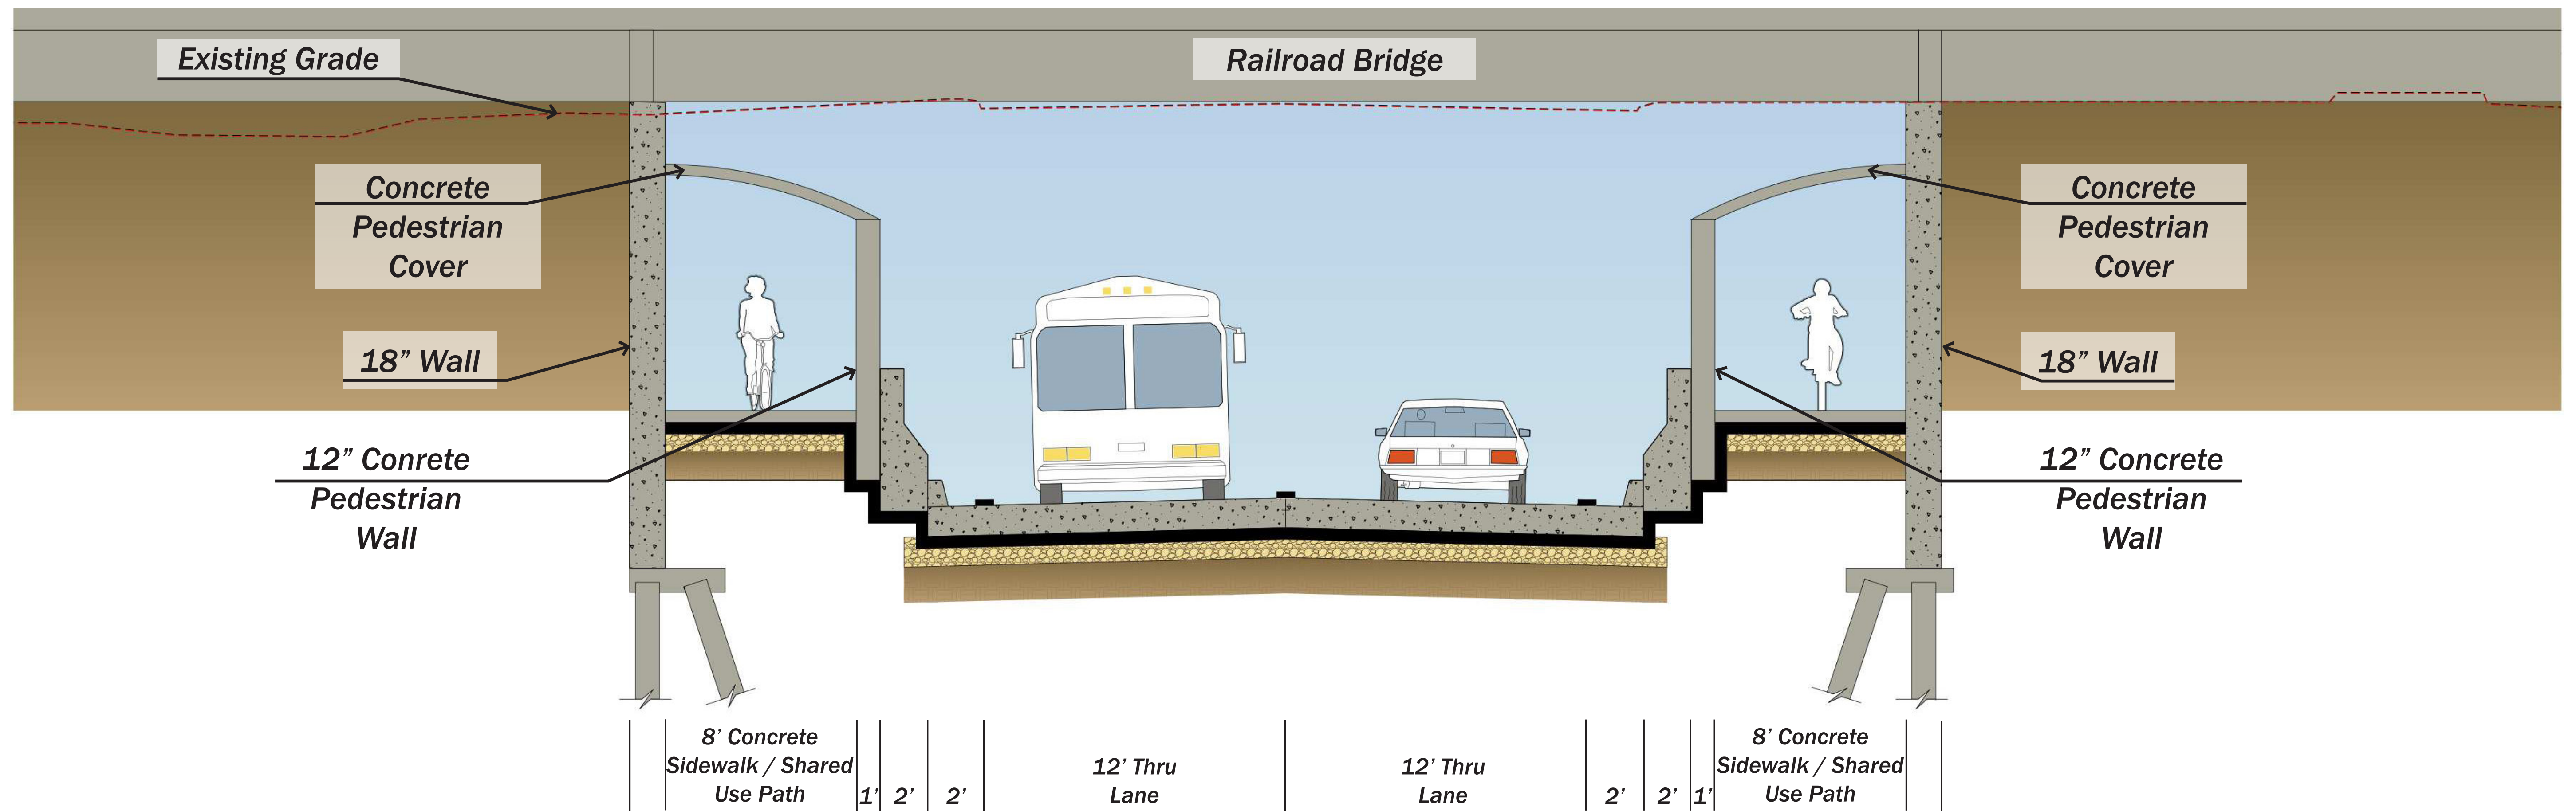 Existing Grade
Railroad Bridge
Concrete
Pedestrian
Cover
Concrete
Pedestrian
Cover
18” Wall
18” Wall
12” Conrete
Pedestrian
Wall
12” Concrete
Pedestrian
Wall
8’ Concrete
Sidewalk / Shared
Use Path
1’
2’
2’
12’ Thru
Lane
12’ Thru
Lane
2’
2’
1’
8’ Concrete
Sidewalk / Shared
Use Path